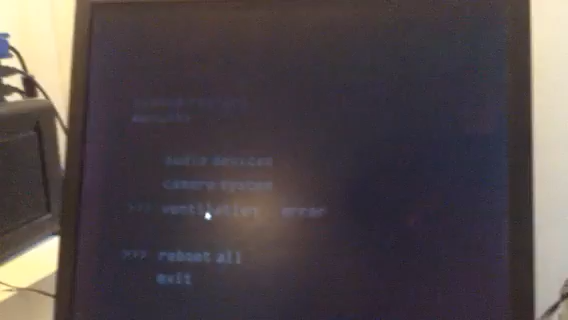 audio devices
camera system
>>> ventilation error
>>> reboot all
exit